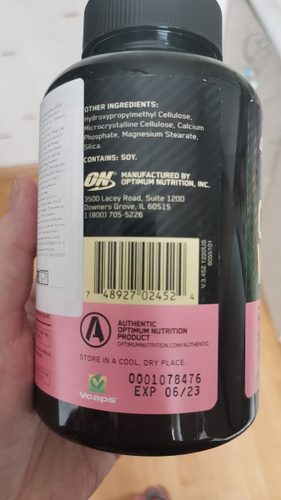 OTHER INGREDIENTS:
Hydroxypropylmethyl Cellulose,
Microcrystalline Cellulose, Calcium
Phosphate, Magnesium Stearate,
Silica.
CONTAINS: SOY.
ON
MANUFACTURED BY
OPTIMUM NUTRITION, INC.
3500 Lacey Road, Suite 1200
Downers Grove, IL 60515
1 (800) 705-5226
7 48927 02452 4
A
AUTHENTIC
OPTIMUM NUTRITION
PRODUCT
OPTIMUMNUTRITION.COM/AUTHENTIC
STORE IN A COOL, DRY PLACE.
Vcaps
0001078476
EXP 06/23